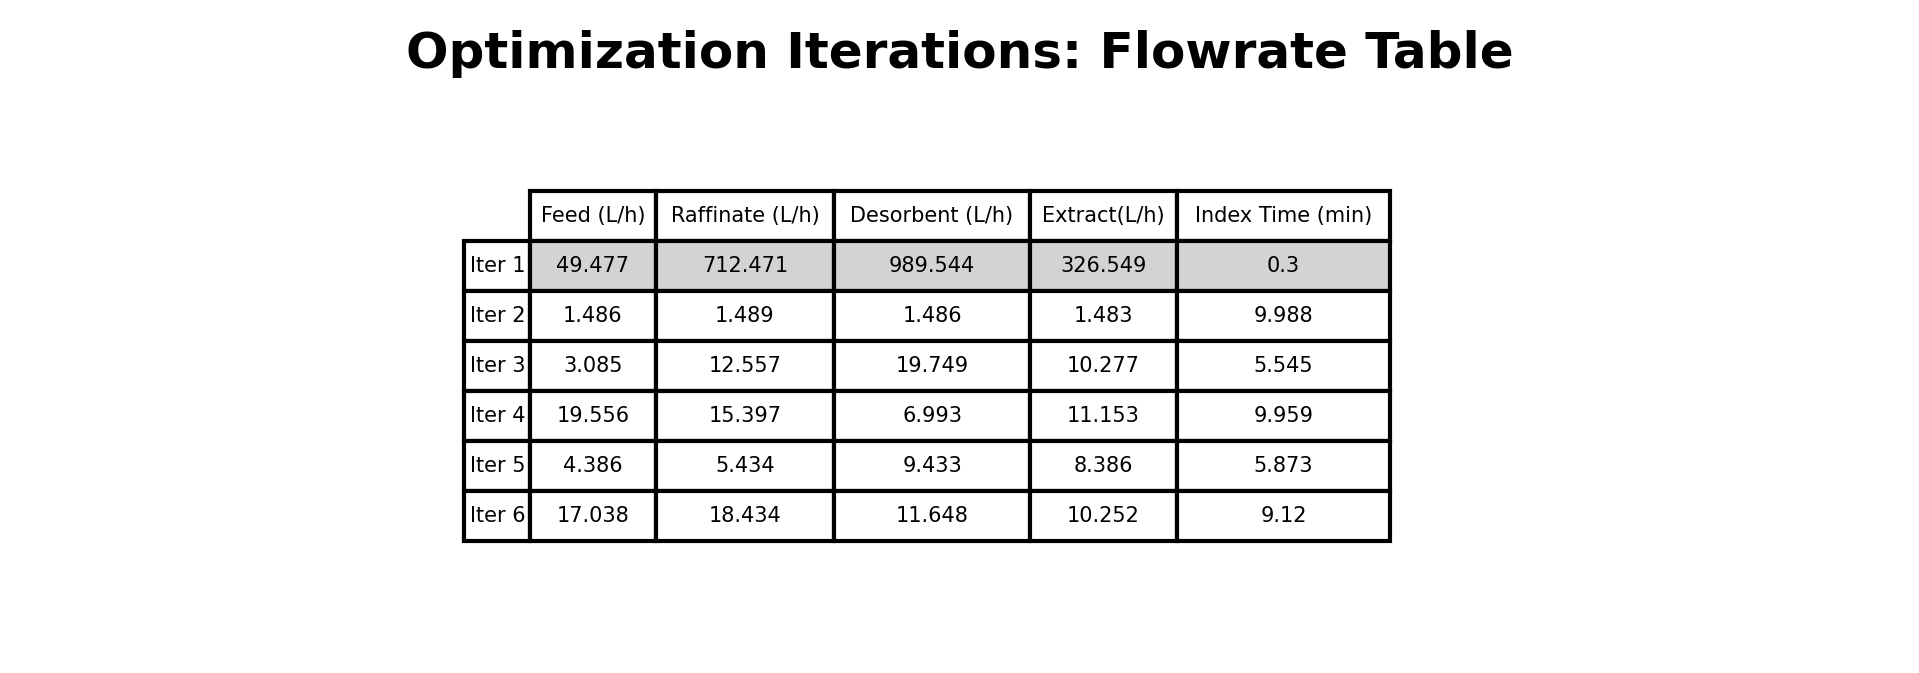 Optimization Iterations: Flowrate Table
Feed (L/h) Raffinate (L/h) Desorbent (L/h) Extract(L/h) Index Time (min)
Iter 1 49.477 712.471 989.544 326.549 0.3
Iter 2 1.486 1.489 1.486 1.483 9.988
Iter 3 3.085 12.557 19.749 10.277 5.545
Iter 4 19.556 15.397 6.993 11.153 9.959
Iter 5 4.386 5.434 9.433 8.386 5.873
Iter 6 17.038 18.434 11.648 10.252 9.12